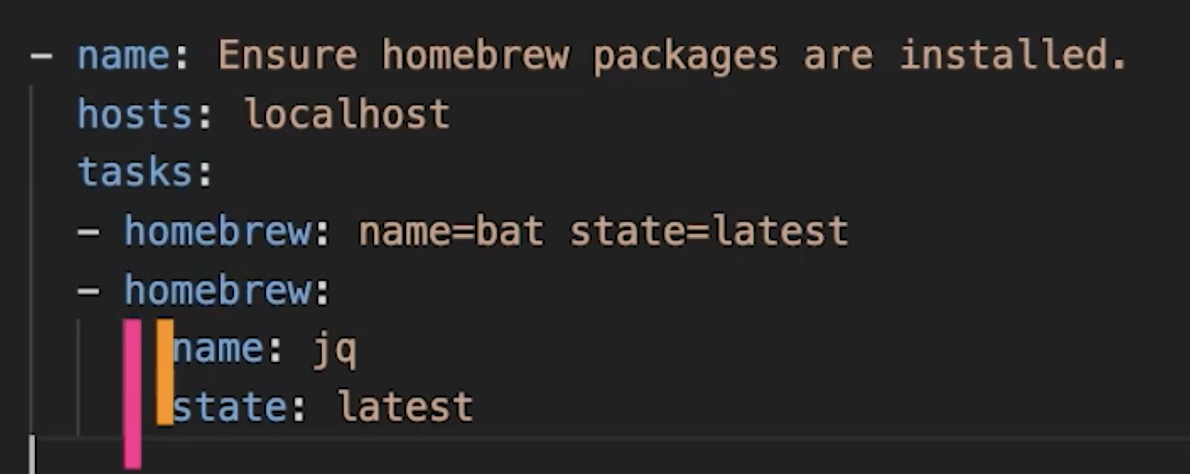 - name: Ensure homebrew packages are installed.
  hosts: localhost
  tasks:
  - homebrew: name=bat state=latest
  - homebrew:
      name: jq
      state: latest